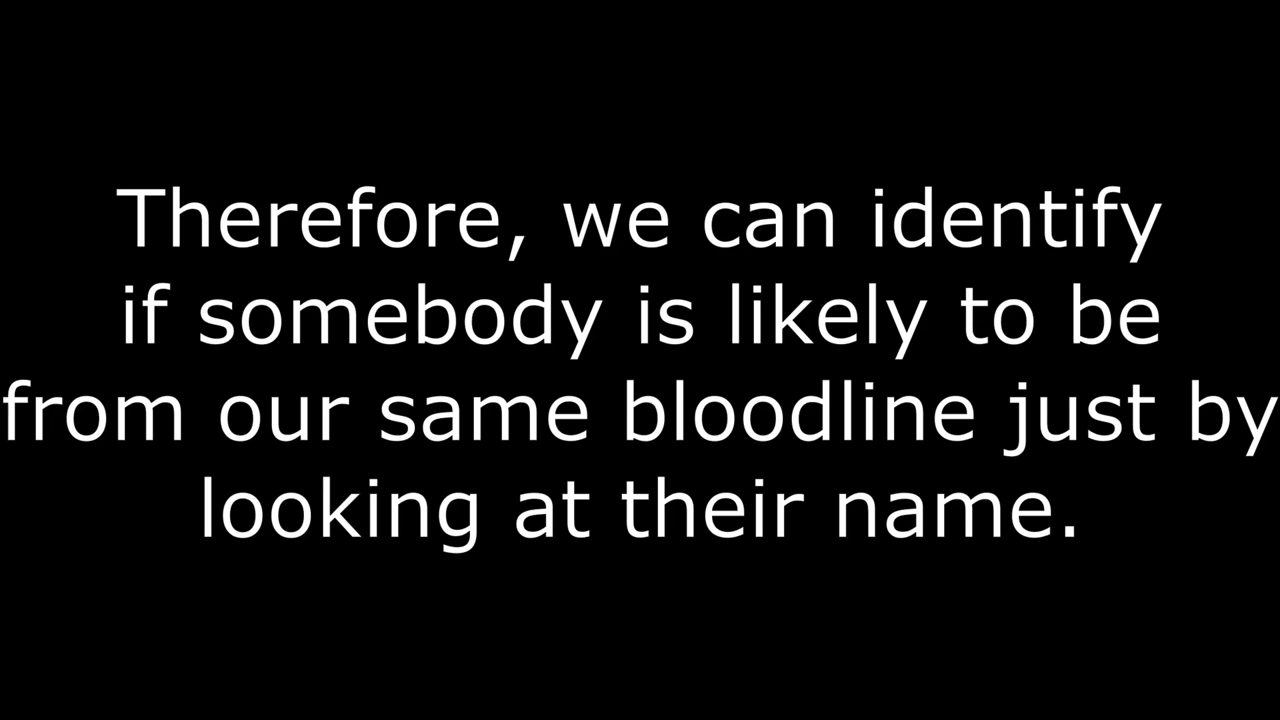 Therefore, we can identify
if somebody is likely to be
from our same bloodline just by
looking at their name.